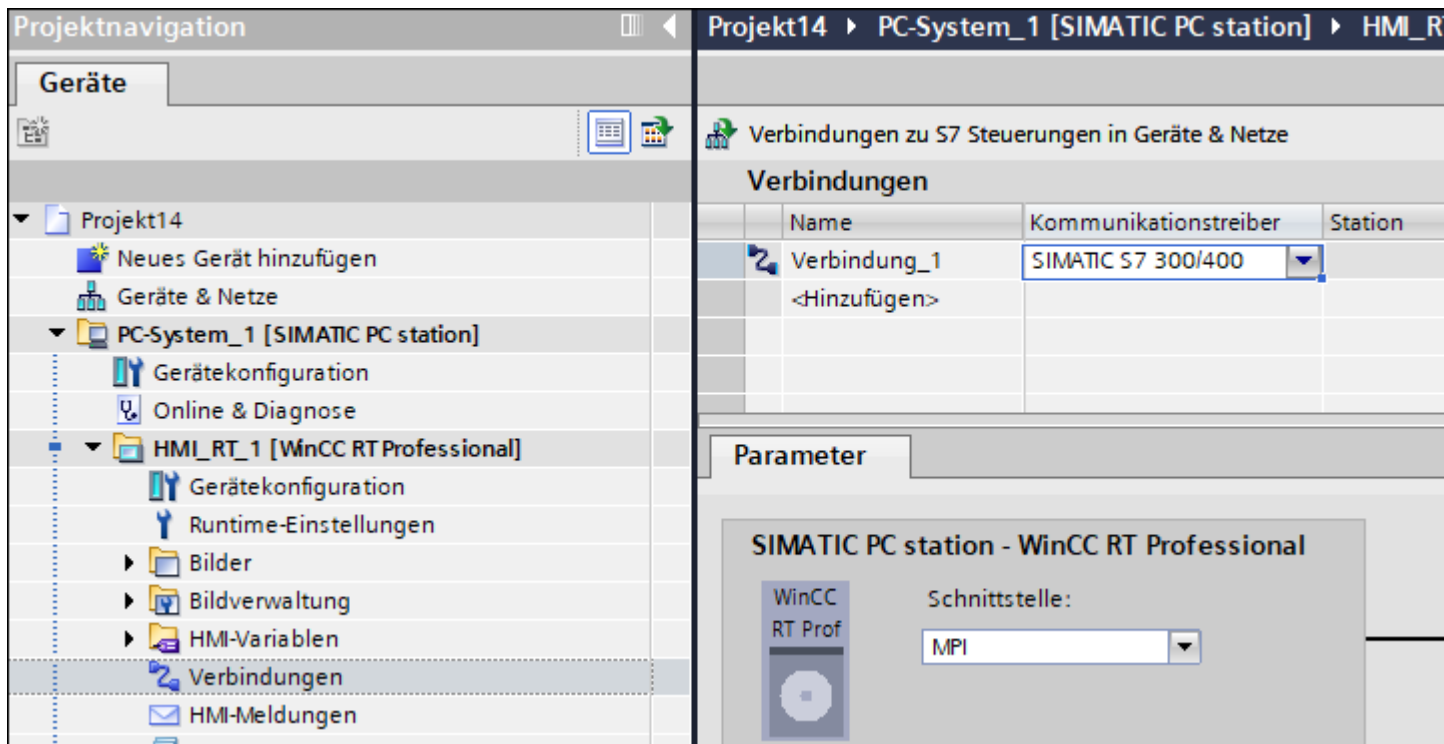 Projektnavigation
Geräte
Projekt14
Neues Gerät hinzufügen
Geräte & Netze
PC-System_1 [SIMATIC PC station]
Gerätekonfiguration
Online & Diagnose
HMI_RT_1 [WinCC RT Professional]
Gerätekonfiguration
Runtime-Einstellungen
Bilder
Bildverwaltung
HMI-Variablen
Verbindungen
HMI-Meldungen
Projekt14 PC-System_1 [SIMATIC PC station] HMI_R
Verbindungen zu S7 Steuerungen in Geräte & Netze
Verbindungen
Name Kommunikationstreiber Station
Verbindung_1 SIMATIC S7 300/400
<Hinzufügen>
Parameter
SIMATIC PC station - WinCC RT Professional
WinCC
RT Prof
Schnittstelle:
MPI